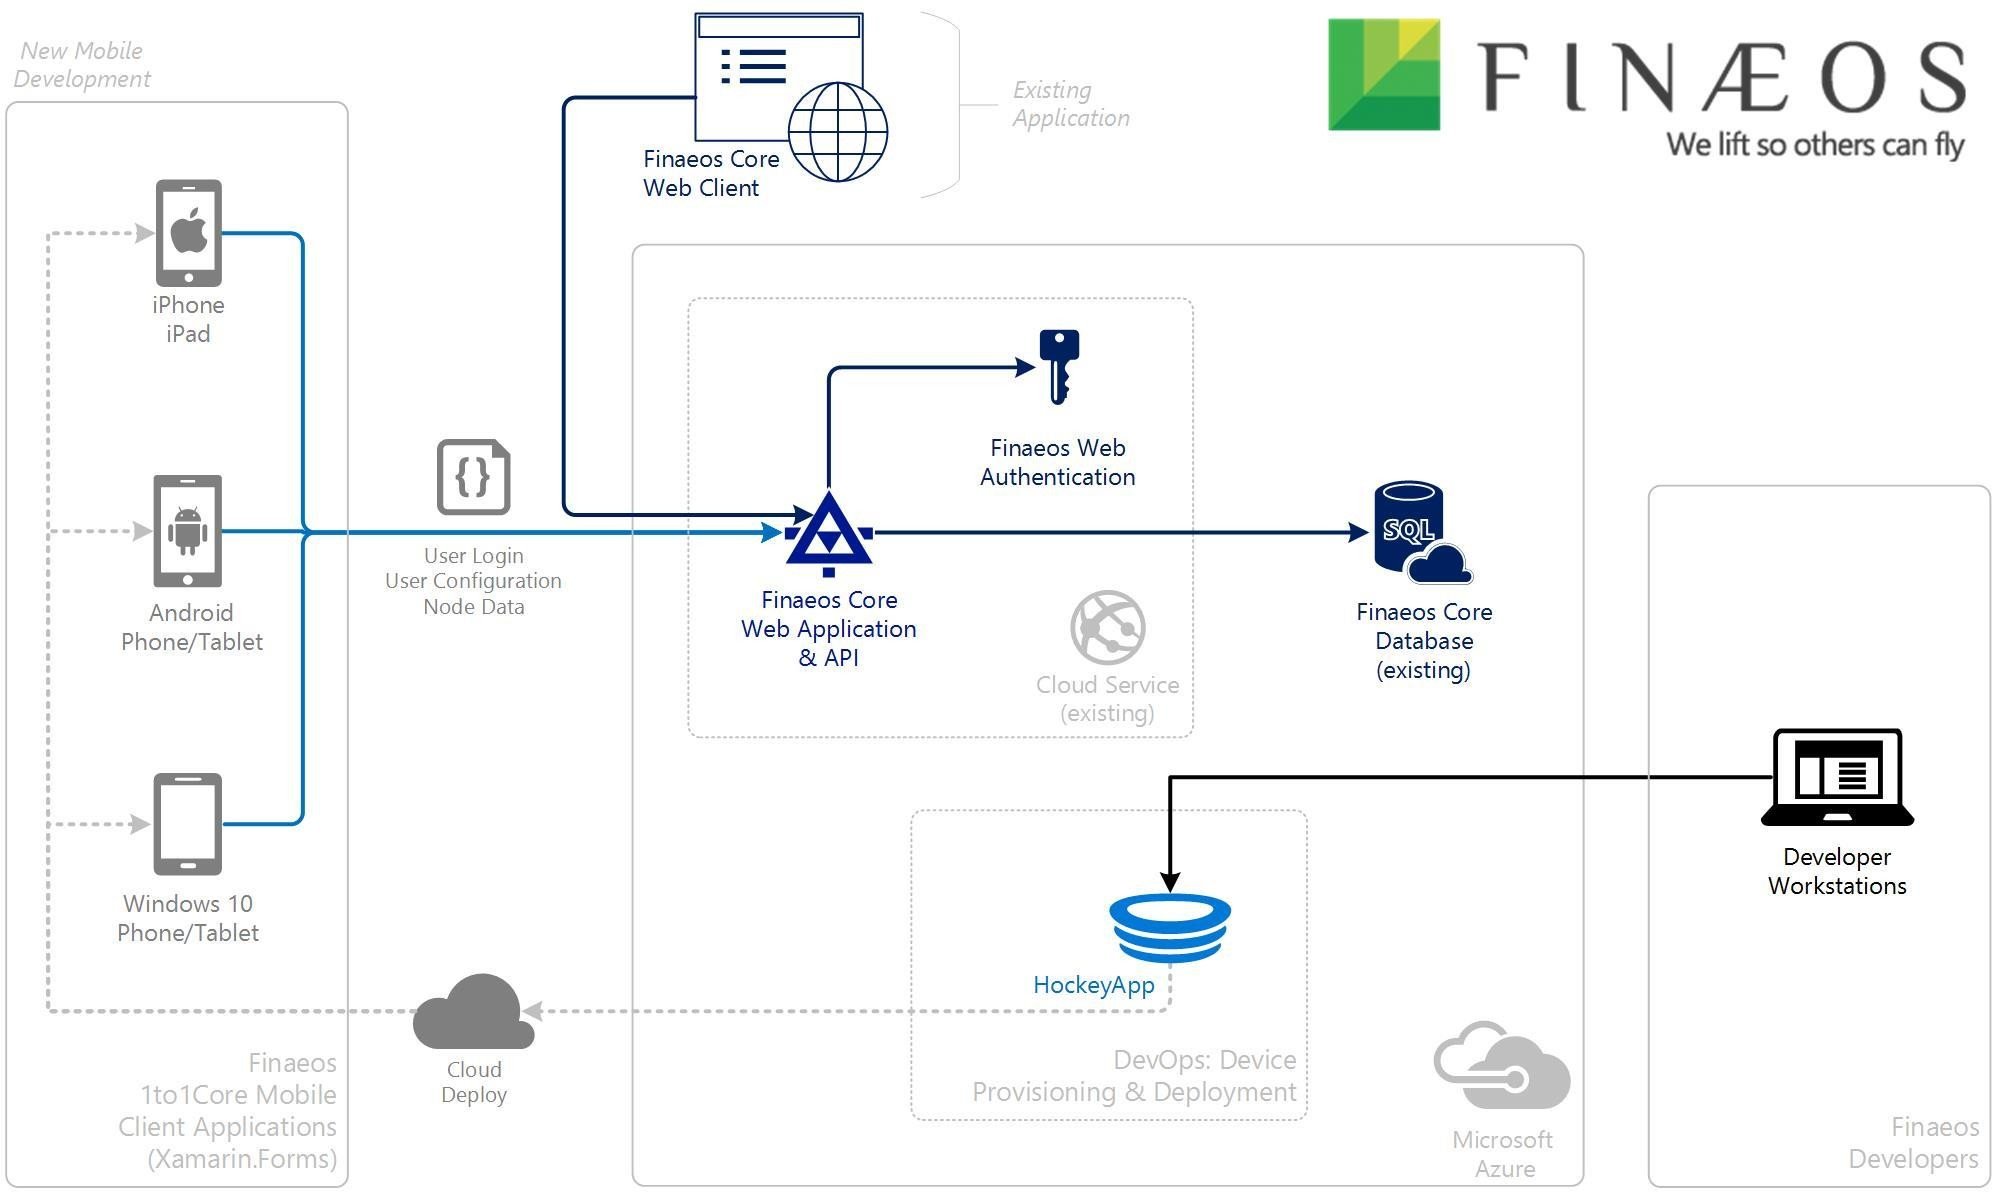 New Mobile
Development
Finaeos Core
Web Client
Existing
Application
FINÆOS
We lift so others can fly
iPhone
iPad
Android
Phone/Tablet
Windows 10
Phone/Tablet
Finaeos
1to1Core Mobile
Client Applications
(Xamarin.Forms)
{}
User Login
User Configuration
Node Data
Cloud
Deploy
Finaeos Web
Authentication
Finaeos Core
Web Application
& API
Cloud Service
(existing)
SQL
Finaeos Core
Database
(existing)
HockeyApp
DevOps: Device
Provisioning & Deployment
Microsoft
Azure
Developer
Workstations
Finaeos
Developers